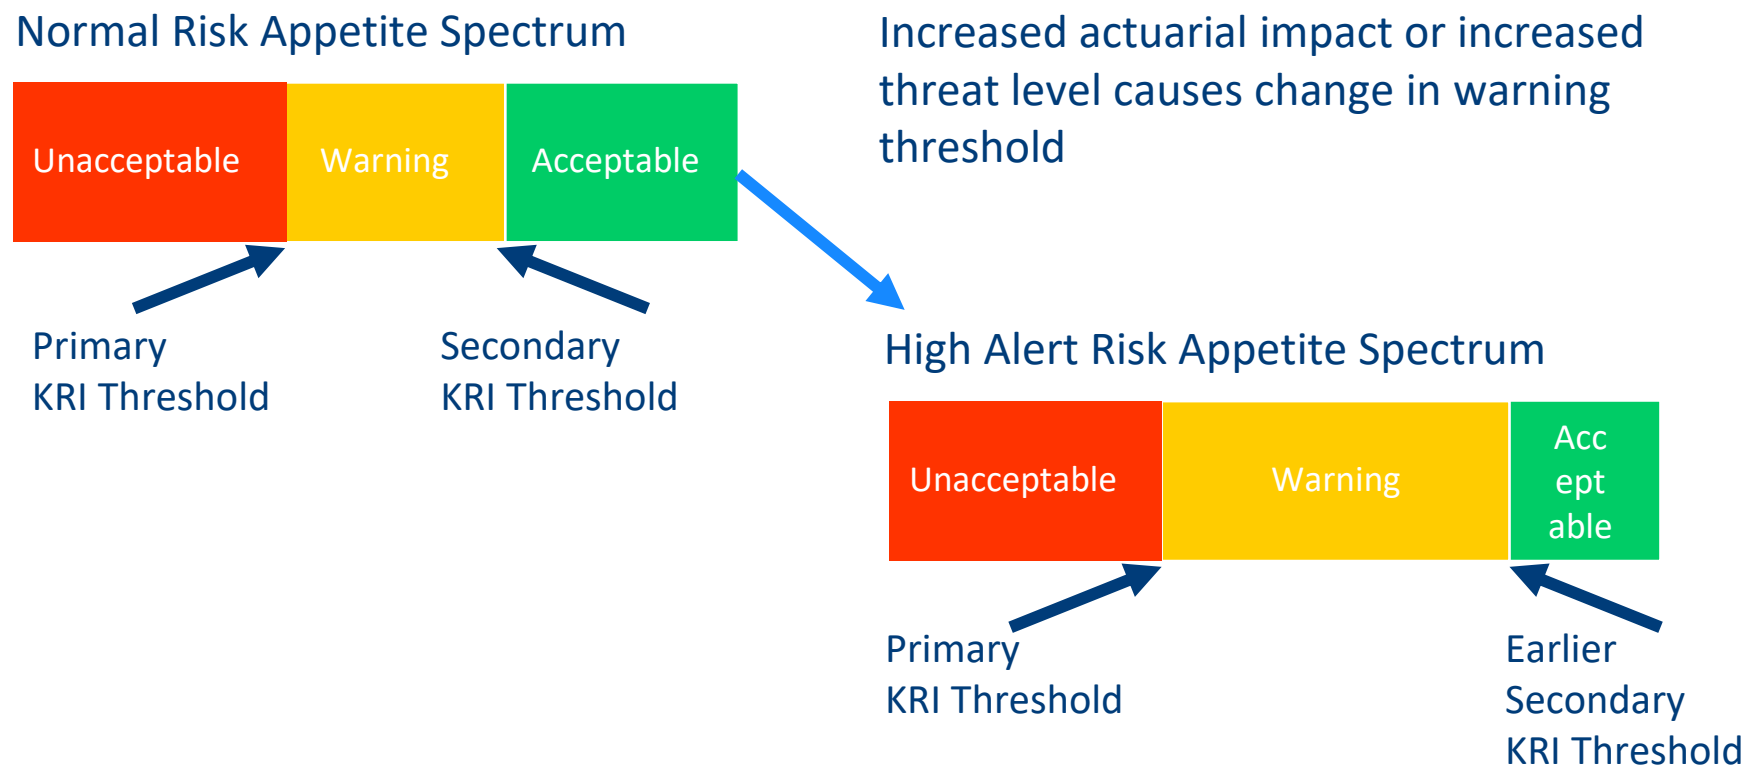 Normal Risk Appetite Spectrum
Unacceptable
Warning
Acceptable
Primary
KRI Threshold
Secondary
KRI Threshold
Increased actuarial impact or increased
threat level causes change in warning
threshold
High Alert Risk Appetite Spectrum
Unacceptable
Warning
Acc
ept
able
Primary
KRI Threshold
Earlier
Secondary
KRI Threshold